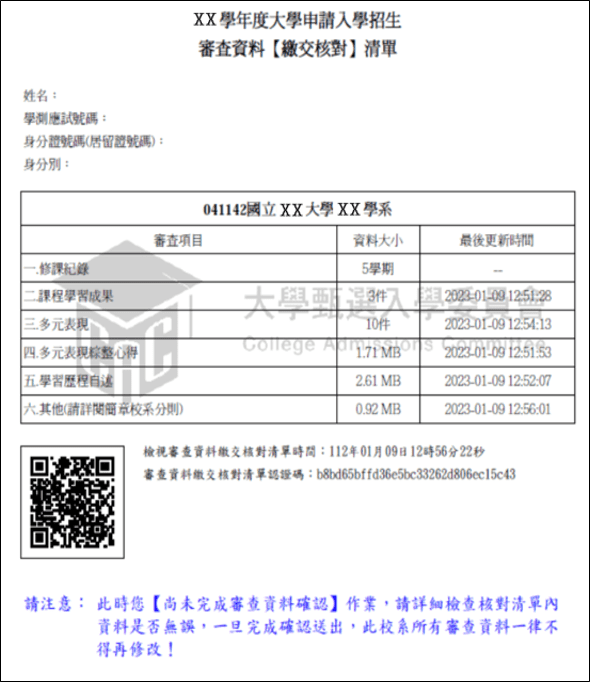 XX學年度大學申請入學招生
審查資料【繳交核對】清單
姓名：
學測應試號碼：
身分證號碼(居留證號碼)：
身分別：
041142國立XX大學XX學系
審查項目 資料大小 最後更新時間
一.修課紀錄 5學期 --
二.課程學習成果 3件 2023-01-09 12:51:28
三.多元表現 10件 2023-01-09 12:54:13
四.多元表現綜整心得 1.71 MB 2023-01-09 12:51:53
五.學習歷程自述 2.61 MB 2023-01-09 12:52:07
六.其他(請詳閱簡章校系分則) 0.92 MB 2023-01-09 12:56:01
大學甄選入學委員會
College Admissions Committee
CAC
檢視審查資料繳交核對清單時間：112年01月09日12時56分22秒
審查資料繳交核對清單認證碼：b8bd65bffd36e5bc33262d806ec15c43
請注意： 此時您【尚未完成審查資料確認】作業，請詳細檢查核對清單內
資料是否無誤，一旦完成確認送出，此校系所有審查資料一律不
得再修改！